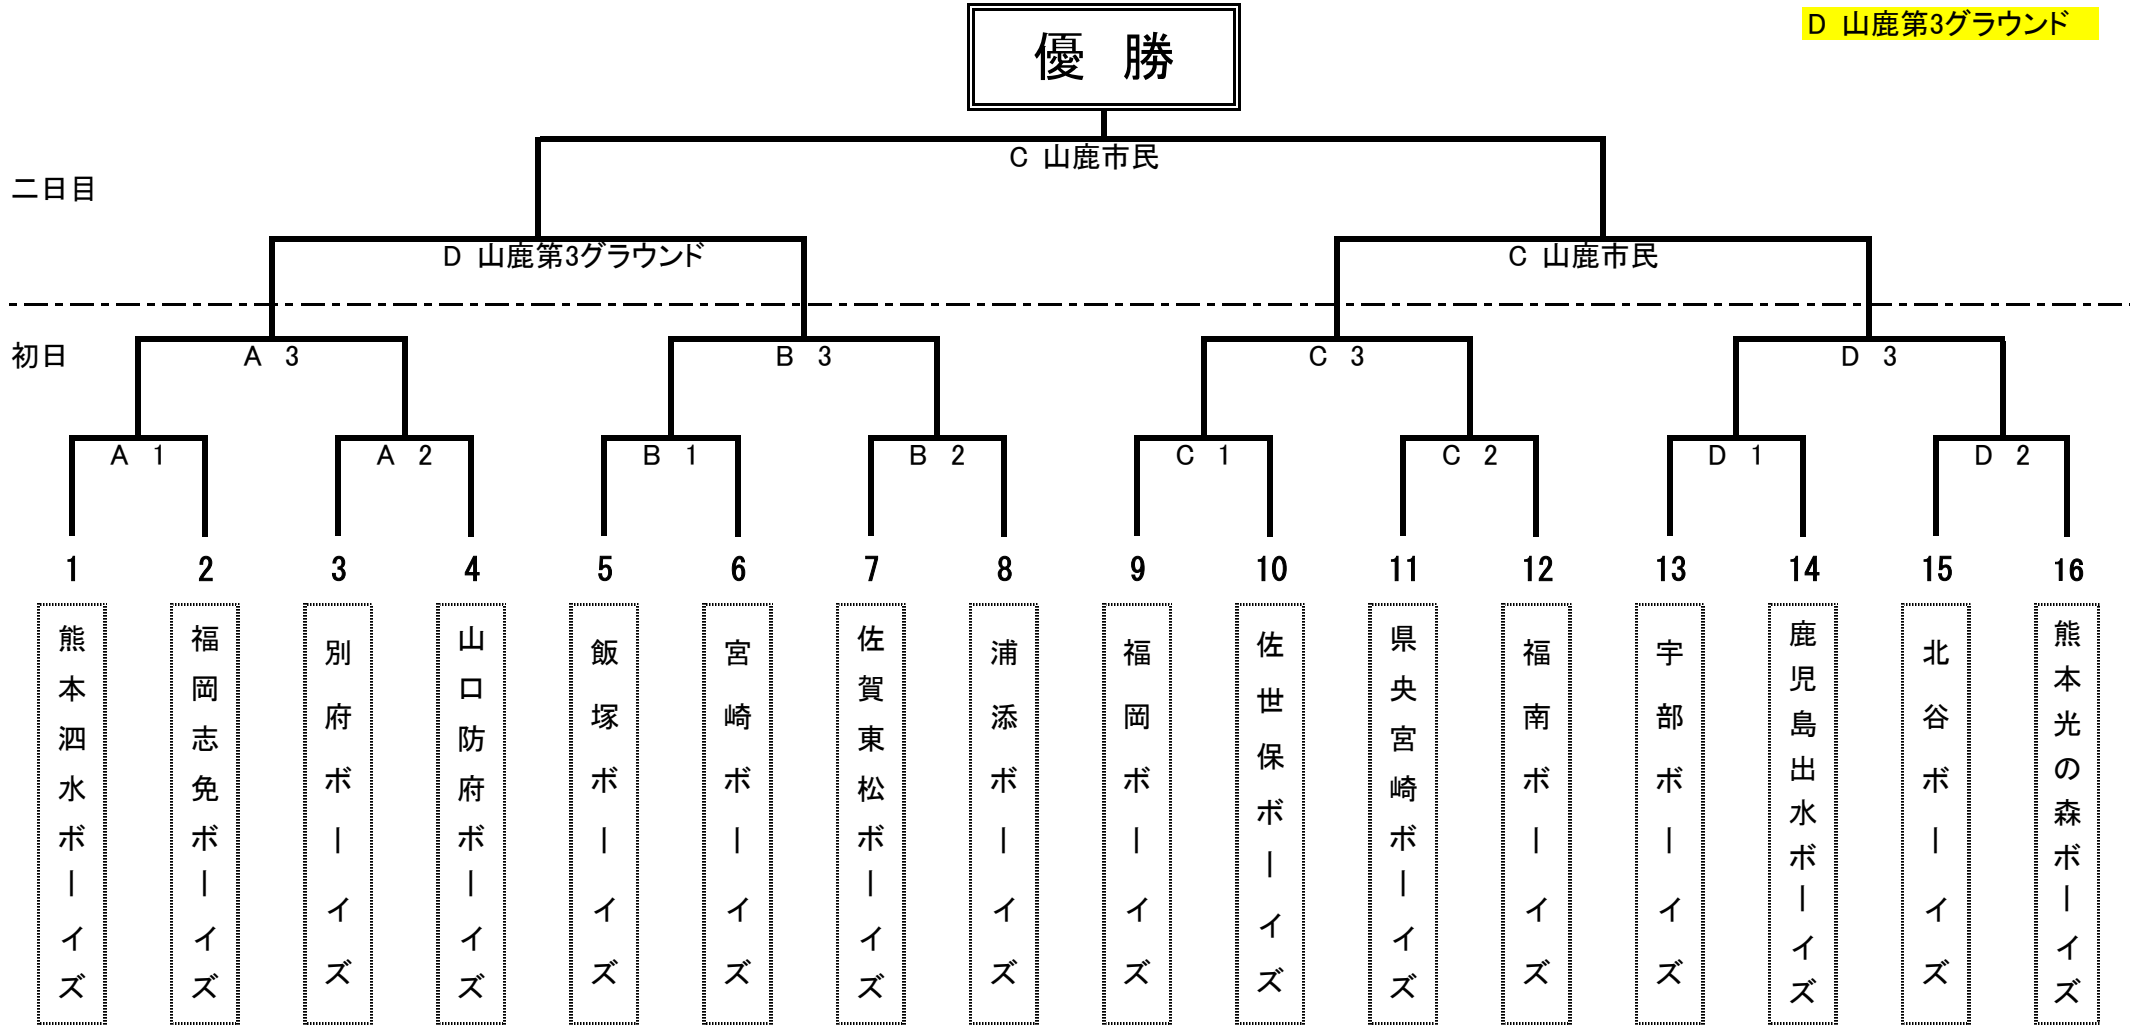 D 山鹿第3グラウンド
優 勝
C 山鹿市民
二日目
D 山鹿第3グラウンド
C 山鹿市民
初日
A 3
B 3
C 3
D 3
A 1
A 2
B 1
B 2
C 1
C 2
D 1
D 2
1
2
3
4
5
6
7
8
9
10
11
12
13
14
15
16
熊本泗水ボーイズ
福岡志免ボーイズ
別府ボーイズ
山口防府ボーイズ
飯塚ボーイズ
宮崎ボーイズ
佐賀東松ボーイズ
浦添ボーイズ
福岡ボーイズ
佐世保ボーイズ
県央宮崎ボーイズ
福南ボーイズ
宇部ボーイズ
鹿児島出水ボーイズ
北谷ボーイズ
熊本光の森ボーイズ